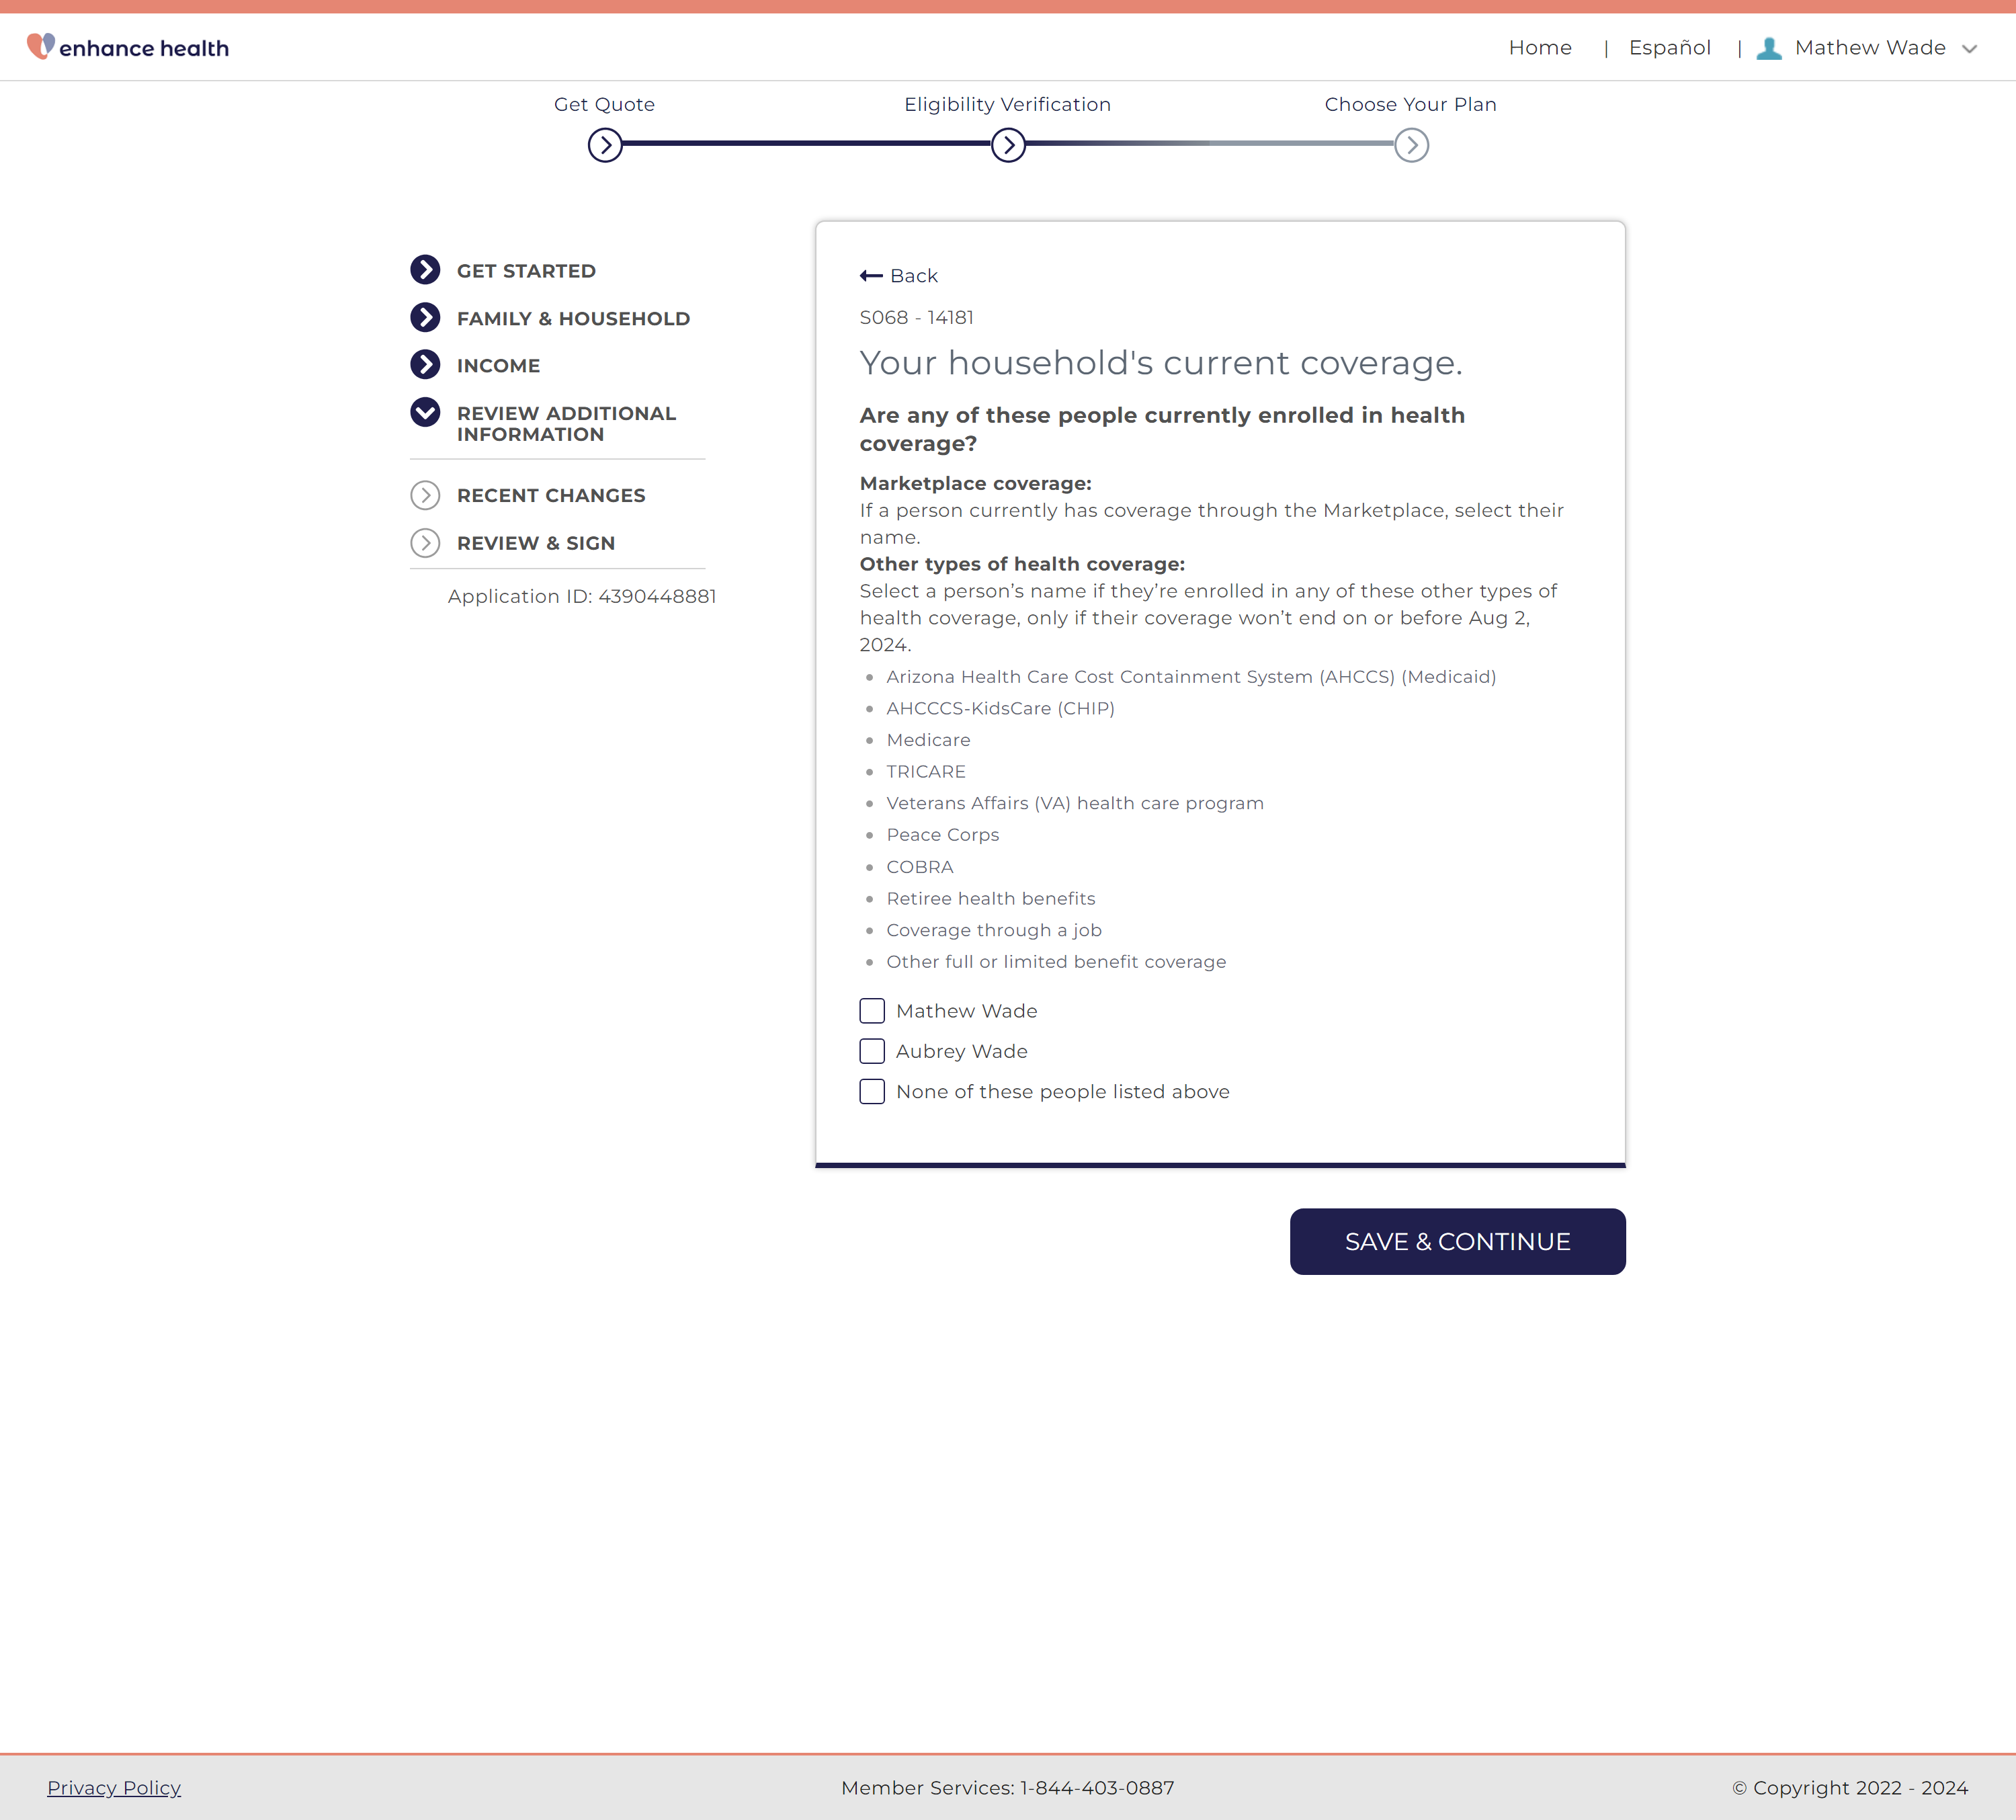 enhance health
Home | Español | Mathew Wade
Get Quote
Eligibility Verification
Choose Your Plan
GET STARTED
FAMILY & HOUSEHOLD
INCOME
REVIEW ADDITIONAL
INFORMATION
RECENT CHANGES
REVIEW & SIGN
Application ID: 4390448881
Back
S068 - 14181
Your household's current coverage.
Are any of these people currently enrolled in health
coverage?
Marketplace coverage:
If a person currently has coverage through the Marketplace, select their
name.
Other types of health coverage:
Select a person’s name if they’re enrolled in any of these other types of
health coverage, only if their coverage won’t end on or before Aug 2,
2024.
• Arizona Health Care Cost Containment System (AHCCS) (Medicaid)
• AHCCCS-KidsCare (CHIP)
• Medicare
• TRICARE
• Veterans Affairs (VA) health care program
• Peace Corps
• COBRA
• Retiree health benefits
• Coverage through a job
• Other full or limited benefit coverage
Mathew Wade
Aubrey Wade
None of these people listed above
SAVE & CONTINUE
Privacy Policy
Member Services: 1-844-403-0887
© Copyright 2022 - 2024